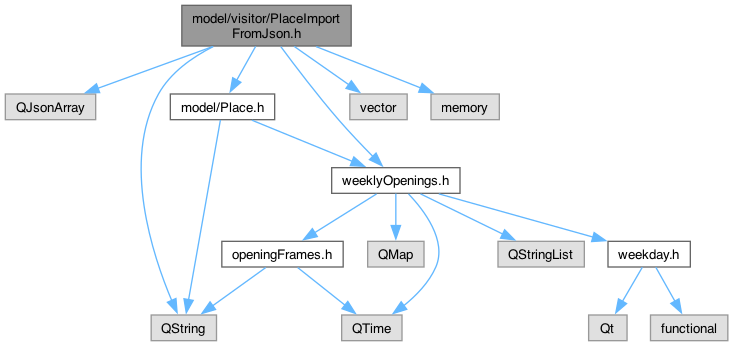 model/visitor/PlaceImport
FromJson.h
QJsonArray
model/Place.h
vector
memory
weeklyOpenings.h
openingFrames.h
QMap
QStringList
weekday.h
QString
QTime
Qt
functional